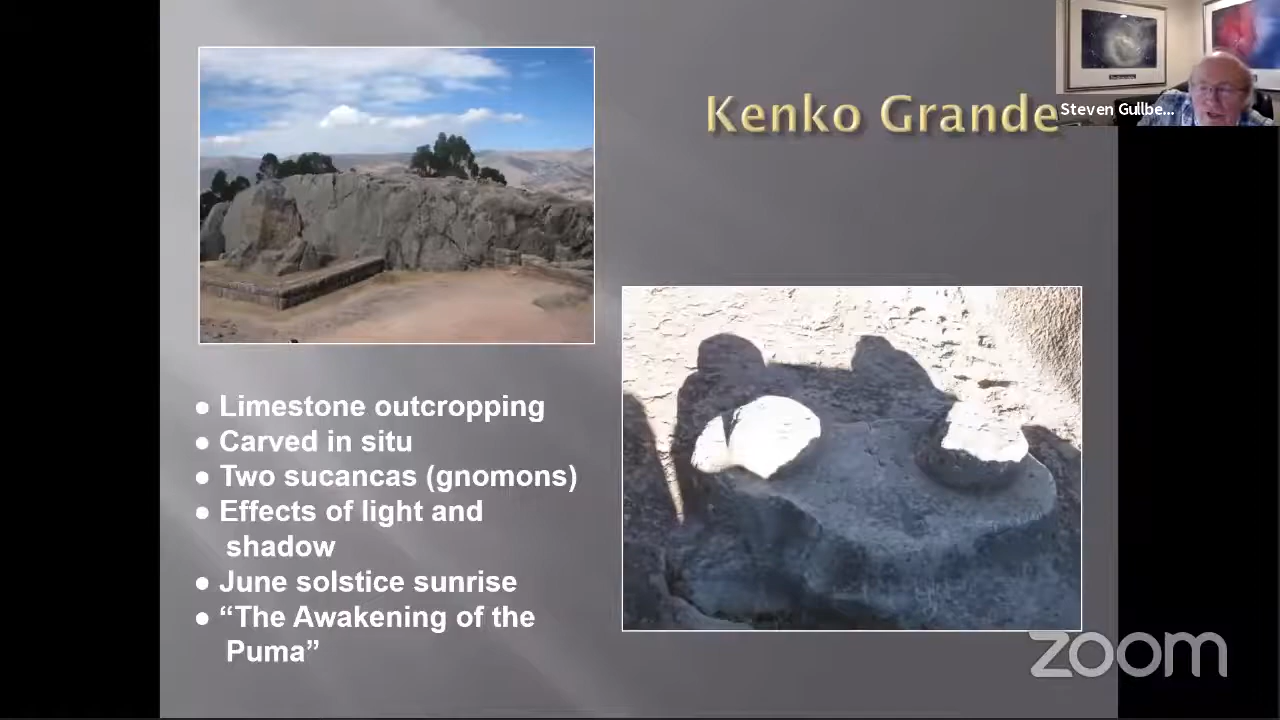 Kenko Grande
Steven Gullbe...
● Limestone outcropping
● Carved in situ
● Two sucancas (gnomons)
● Effects of light and
shadow
● June solstice sunrise
● “The Awakening of the
Puma”
zoom